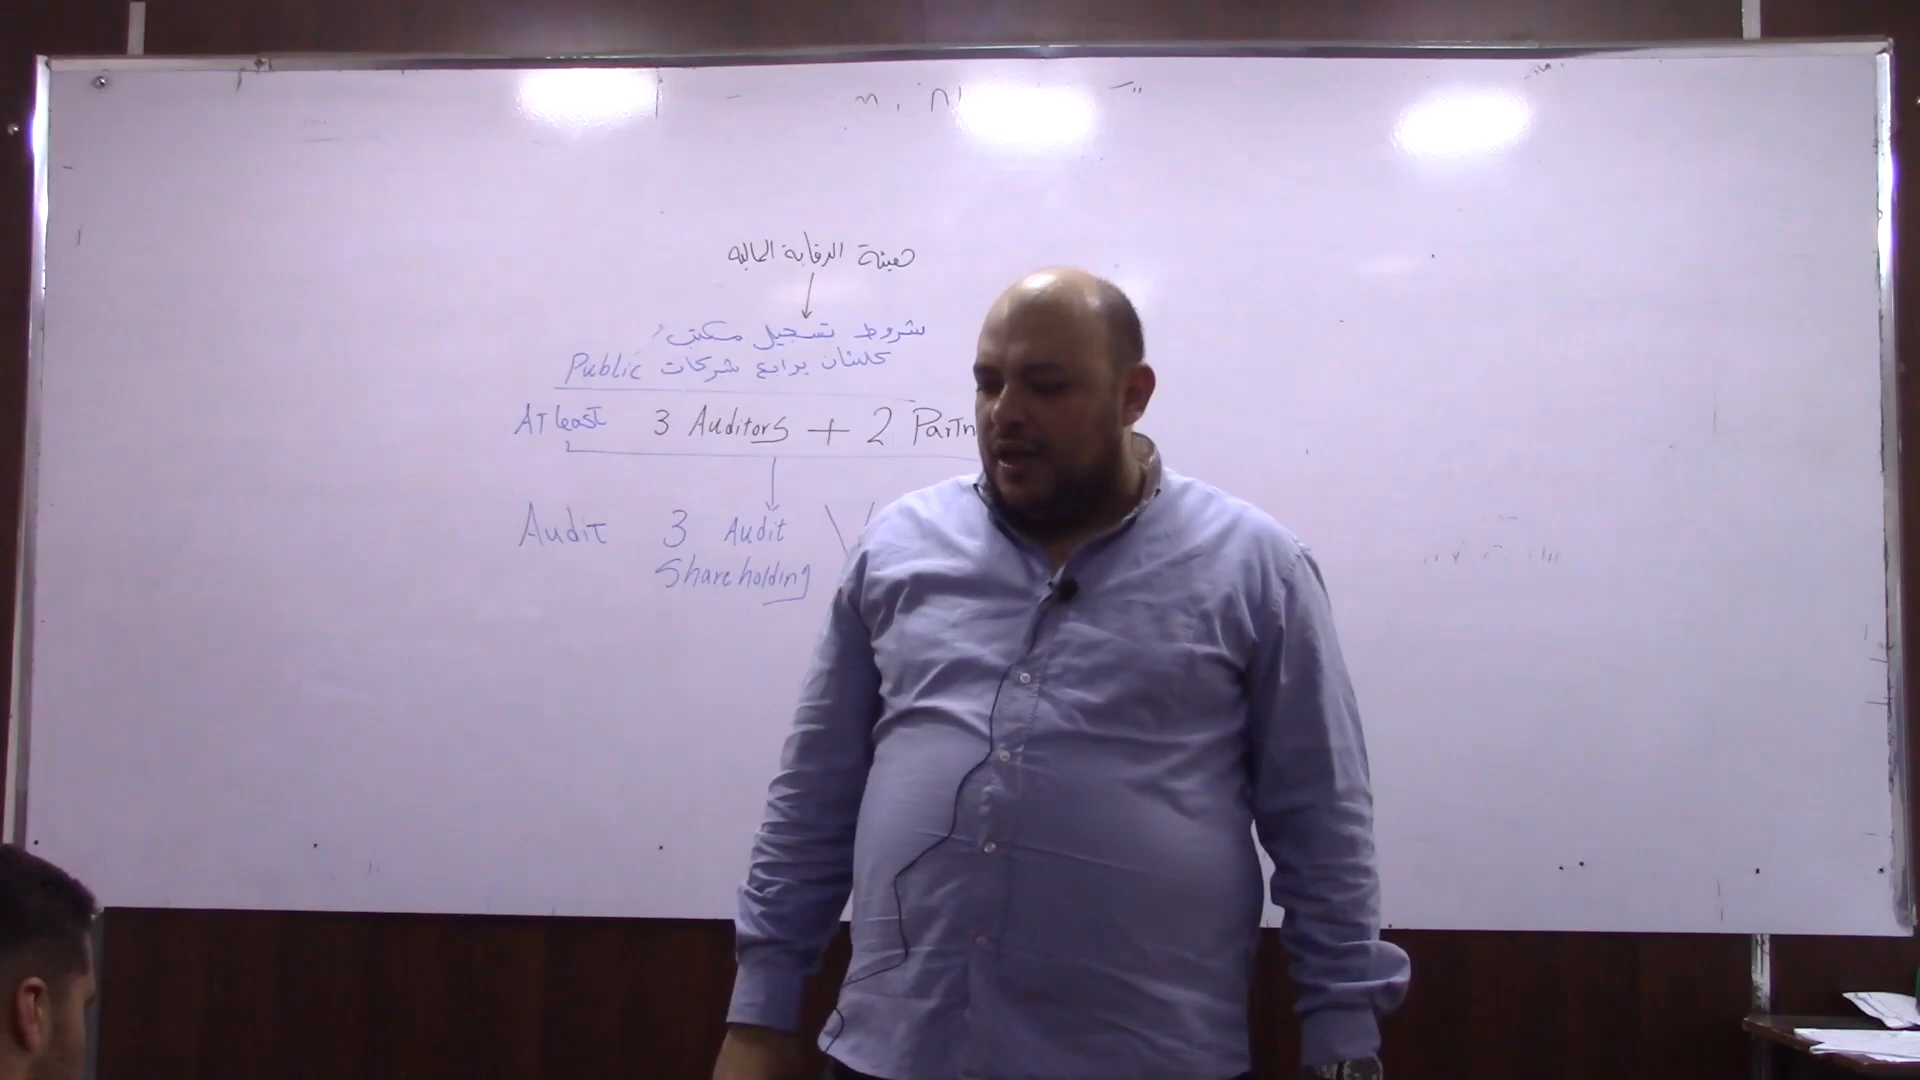 هيئة الرقابة المالية
شروط تسجيل مكتب
علشان يراجع شركات Public
At least 3 Auditors + 2 Partn
Audit 3 Audit
Shareholding